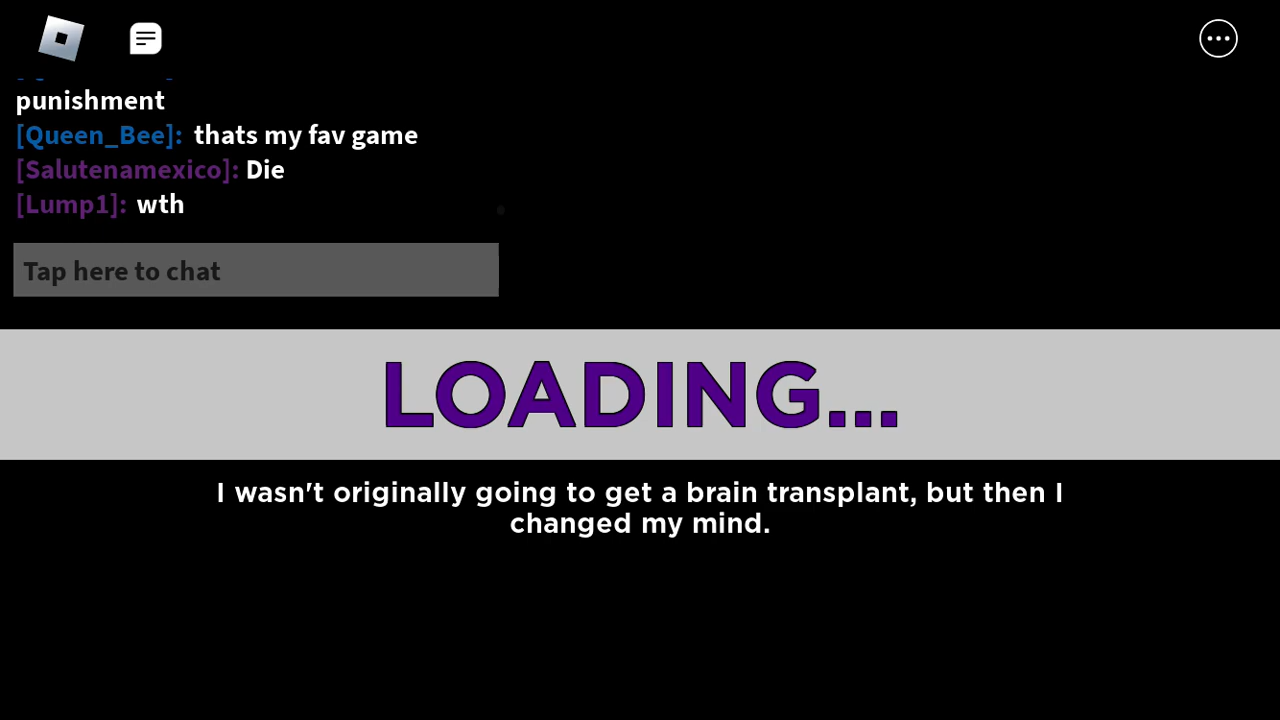 punishment
[Queen_Bee]: thats my fav game
[Salutenamexico]: Die
[Lump1]: wth
Tap here to chat
LOADING...
I wasn't originally going to get a brain transplant, but then I
changed my mind.